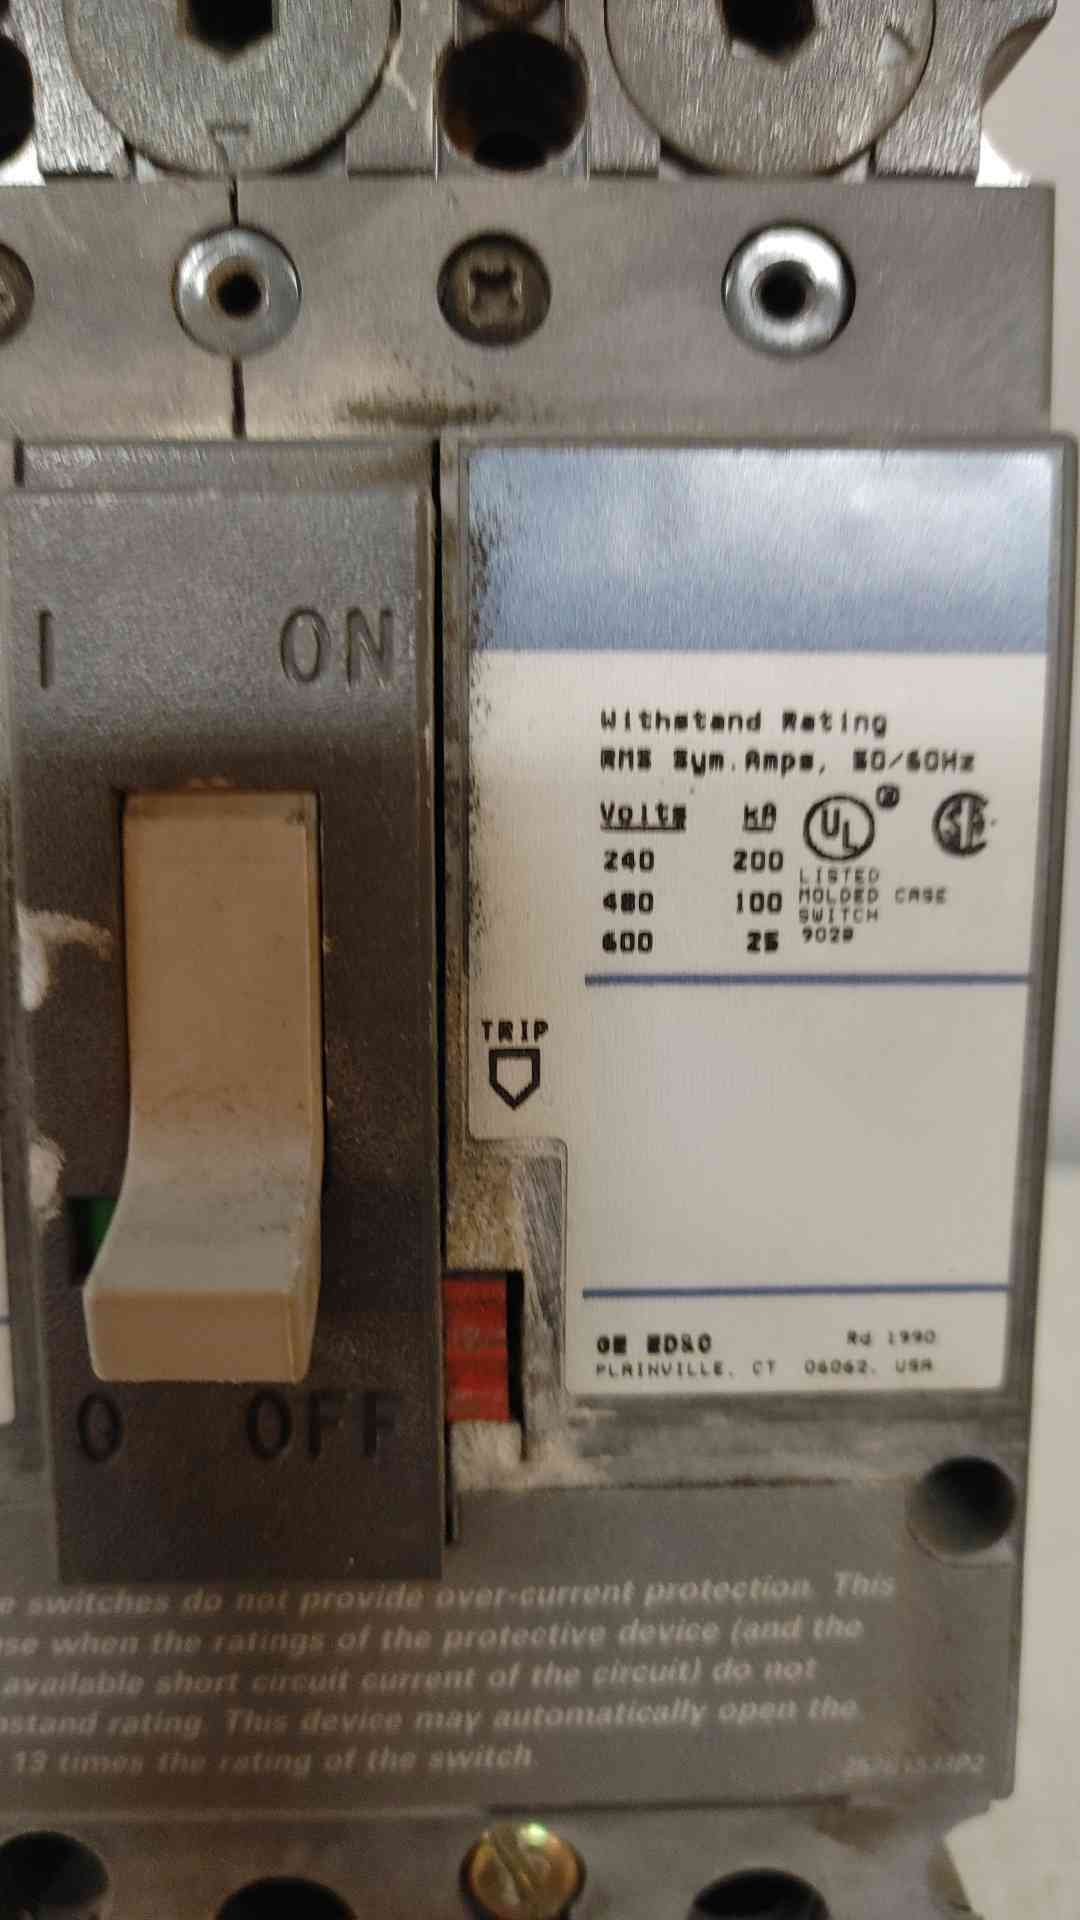 I ON
Withstand Rating
RMS Sym. Amps, 50/60Hz
Volts kA
240 200
480 100
600 25
UL ®
LISTED
MOLDED CASE
SWITCH
902B
TRIP
GE ED&C Rd 1990
PLAINVILLE, CT 06062, USA
O OFF
switches do not provide over-current protection. This
when the ratings of the protective device (and the
available short circuit current of the circuit) do not
rating. This device may automatically open the
13 times the rating of the switch.